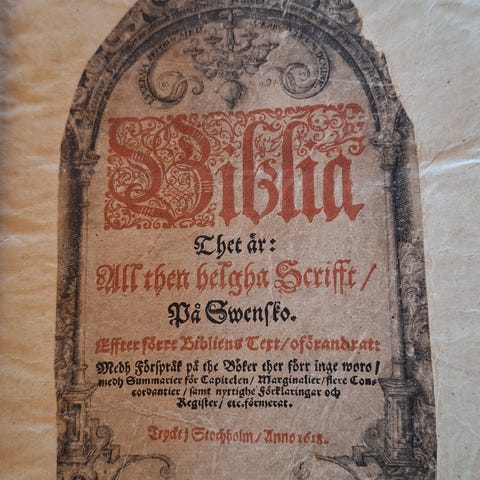 Biblia
Thet är:
All then helgha Scrifft/
På Swensko.
Effter förre Bibliens Text/oförandrat:
Medh Förspråk på the Böker ther förr inge woro/
medh Summarier för Capitelen/ Marginalier/flere Con-
cordantier/samt nyttighe Förklaringar och
Register/ etc.förmerat.
Tryckt j Stocholm/Anno 1618.